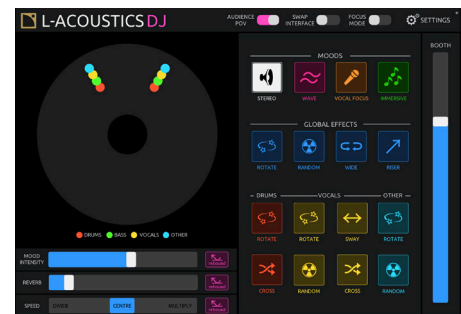 L-ACOUSTICS DJ
AUDIENCE POV
SWAP INTERFACE
FOCUS MODE
SETTINGS
MOODS
STEREO WAVE VOCAL FOCUS IMMERSIVE
GLOBAL EFFECTS
ROTATE RANDOM WIDE RISER
DRUMS VOCALS OTHER
ROTATE ROTATE SWAY ROTATE
CROSS RANDOM CROSS RANDOM
BOOTH
DRUMS BASS VOCALS OTHER
MOOD INTENSITY
REVERB
SPEED DIVIDE CENTRE MULTIPLY